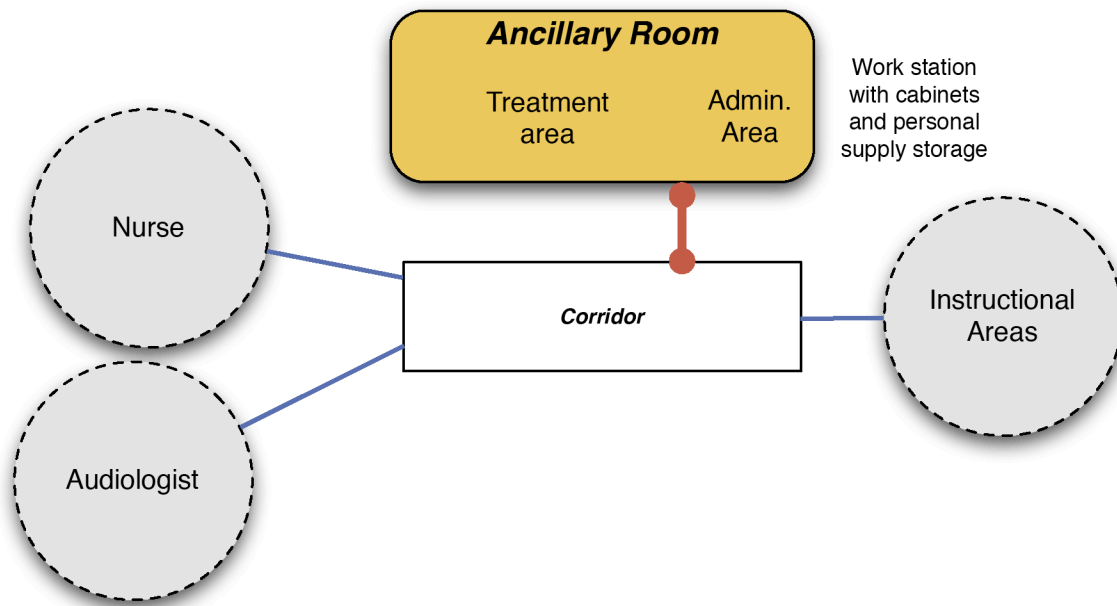 Ancillary Room
Treatment
area
Admin.
Area
Work station
with cabinets
and personal
supply storage
Nurse
Corridor
Instructional
Areas
Audiologist